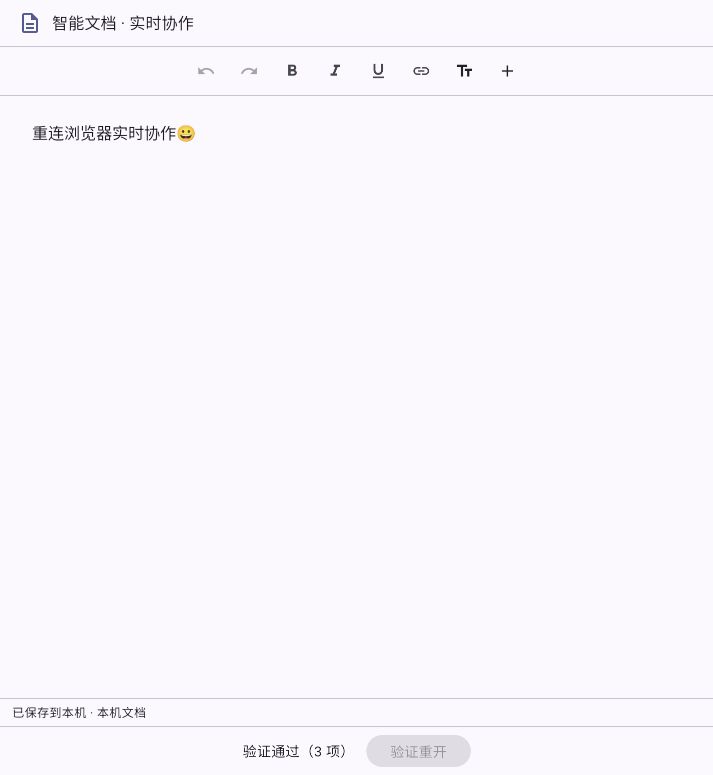 智能文档 · 实时协作
B I U Tт +
重连浏览器实时协作😀
已保存到本机 · 本机文档
验证通过（3 项） 验证重开